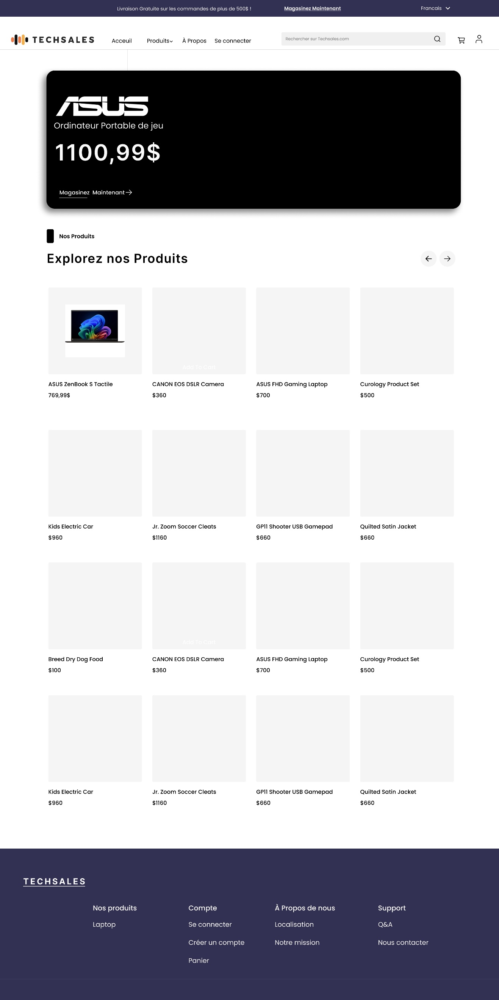 Livraison Gratuite sur les commandes de plus de 500$ !
Magasinez Maintenant
Francais
TECHSALES
Acceuil
Produits
À Propos
Se connecter
Rechercher sur Techsales.com
ASUS
Ordinateur Portable de jeu
1100,99$
Magasinez Maintenant
Nos Produits
Explorez nos Produits
Add To Cart
ASUS ZenBook S Tactile
769,99$
CANON EOS DSLR Camera
$360
ASUS FHD Gaming Laptop
$700
Curology Product Set
$500
Kids Electric Car
$960
Jr. Zoom Soccer Cleats
$1160
GP11 Shooter USB Gamepad
$660
Quilted Satin Jacket
$660
Add To Cart
Breed Dry Dog Food
$100
CANON EOS DSLR Camera
$360
ASUS FHD Gaming Laptop
$700
Curology Product Set
$500
Kids Electric Car
$960
Jr. Zoom Soccer Cleats
$1160
GP11 Shooter USB Gamepad
$660
Quilted Satin Jacket
$660
TECHSALES
Nos produits
Laptop
Compte
Se connecter
Créer un compte
Panier
À Propos de nous
Localisation
Notre mission
Support
Q&A
Nous contacter